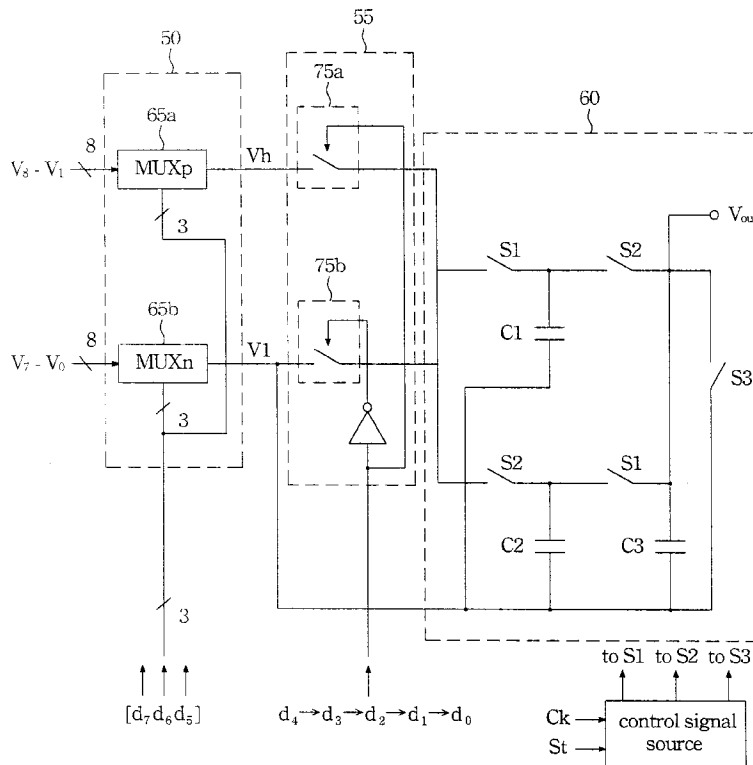 50
55
60
65a
75a
V₈ - V₁
8
MUXp
Vh
3
V_ou
S1
S2
65b
75b
C1
V₇ - V₀
8
MUXn
V1
S3
3
S2
S1
C2
C3
3
to S1
to S2
to S3
[d₇d₆d₅]
d₄→d₃→d₂→d₁→d₀
Ck
St
control signal
source